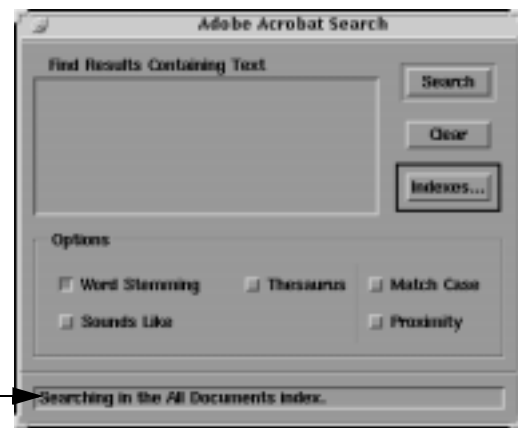 Adobe Acrobat Search
Find Results Containing Text
Search
Clear
Indexes...
Options
Word Stemming
Thesaurus
Match Case
Sounds Like
Proximity
Searching in the All Documents index.